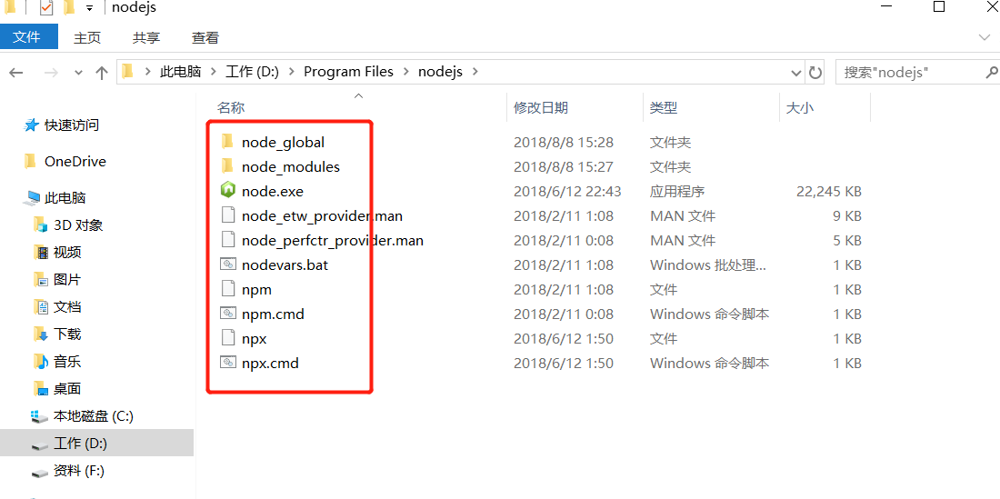 nodejs
文件 主页 共享 查看
此电脑 工作 (D:) Program Files nodejs 搜索"nodejs"
名称 修改日期 类型 大小
快速访问
OneDrive
此电脑
3D 对象
视频
图片
文档
下载
音乐
桌面
本地磁盘 (C:)
工作 (D:)
资料 (F:)
node_global 2018/8/8 15:28 文件夹
node_modules 2018/8/8 15:27 文件夹
node.exe 2018/6/12 22:43 应用程序 22,245 KB
node_etw_provider.man 2018/2/11 1:08 MAN 文件 9 KB
node_perfctr_provider.man 2018/2/11 0:08 MAN 文件 5 KB
nodevars.bat 2018/2/11 1:08 Windows 批处理... 1 KB
npm 2018/2/11 1:08 文件 1 KB
npm.cmd 2018/2/11 0:08 Windows 命令脚本 1 KB
npx 2018/6/12 1:50 文件 1 KB
npx.cmd 2018/6/12 1:50 Windows 命令脚本 1 KB